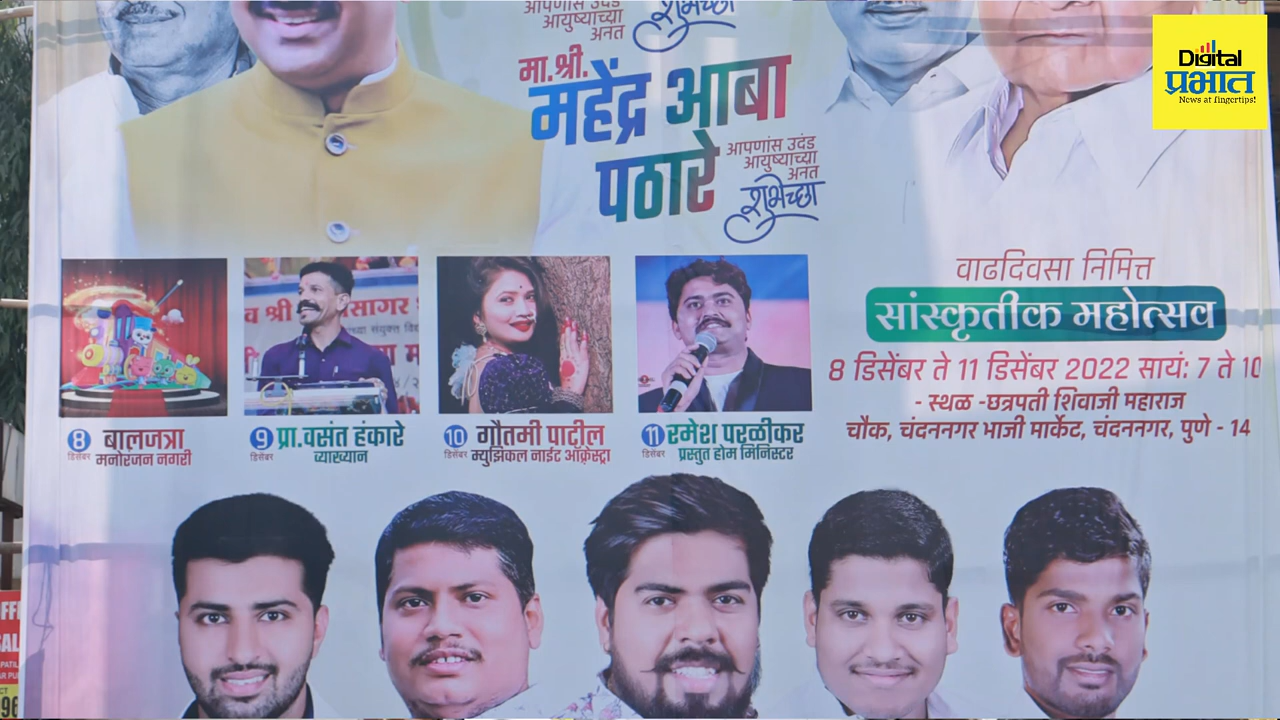 आपणांस उदंड
आयुष्याच्या
अनंत
शुभेच्छा
मा.श्री.
महेंद्र आबा
पठारे
आपणांस उदंड
आयुष्याच्या
अनंत
शुभेच्छा
Digital
प्रभात
News at fingertips!
वाढदिवसा निमित्त
सांस्कृतीक महोत्सव
8 डिसेंबर ते 11 डिसेंबर 2022 सायं: 7 ते 10
- स्थळ -छत्रपती शिवाजी महाराज
चौक, चंदननगर भाजी मार्केट, चंदननगर, पुणे - 14
व श्री
सागर
8 डिसेंबर बालजत्रा
मनोरंजन नगरी
9 डिसेंबर प्रा.वसंत हंकारे
व्याख्यान
10 डिसेंबर गौतमी पाटील
म्युझिकल नाईट ऑर्केस्ट्रा
11 डिसेंबर रमेश परळीकर
प्रस्तुत होम मिनिस्टर